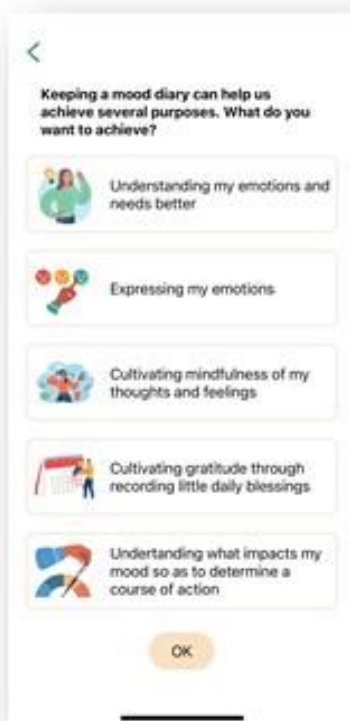 Keeping a mood diary can help us
achieve several purposes. What do you
want to achieve?
Understanding my emotions and
needs better
Expressing my emotions
Cultivating mindfulness of my
thoughts and feelings
Cultivating gratitude through
recording little daily blessings
Undertanding what impacts my
mood so as to determine a
course of action
OK